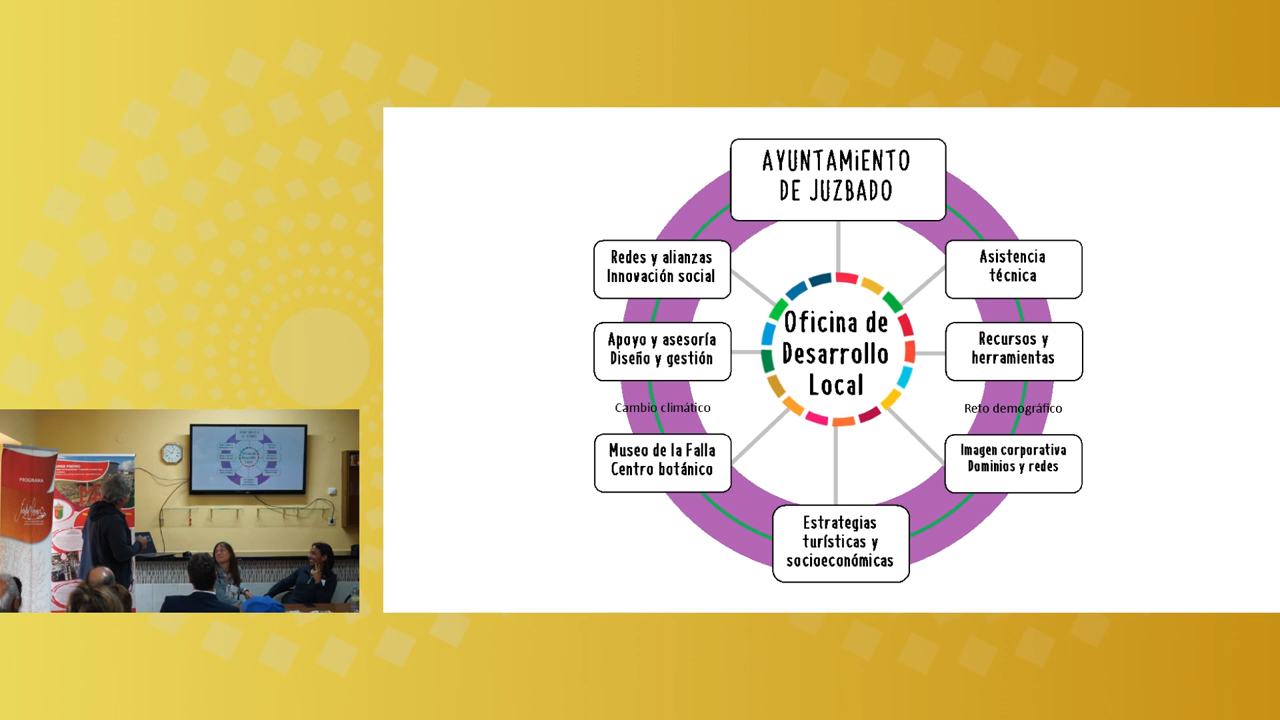 AYUNTAMIENTO
DE JUZBADO
Redes y alianzas
Innovación social
Asistencia
técnica
Apoyo y asesoría
Diseño y gestión
Oficina de
Desarrollo
Local
Recursos y
herramientas
Cambio climático
Reto demográfico
Museo de la Falla
Centro botánico
Imagen corporativa
Dominios y redes
Estrategias
turísticas y
socioeconómicas
PROGRAMA